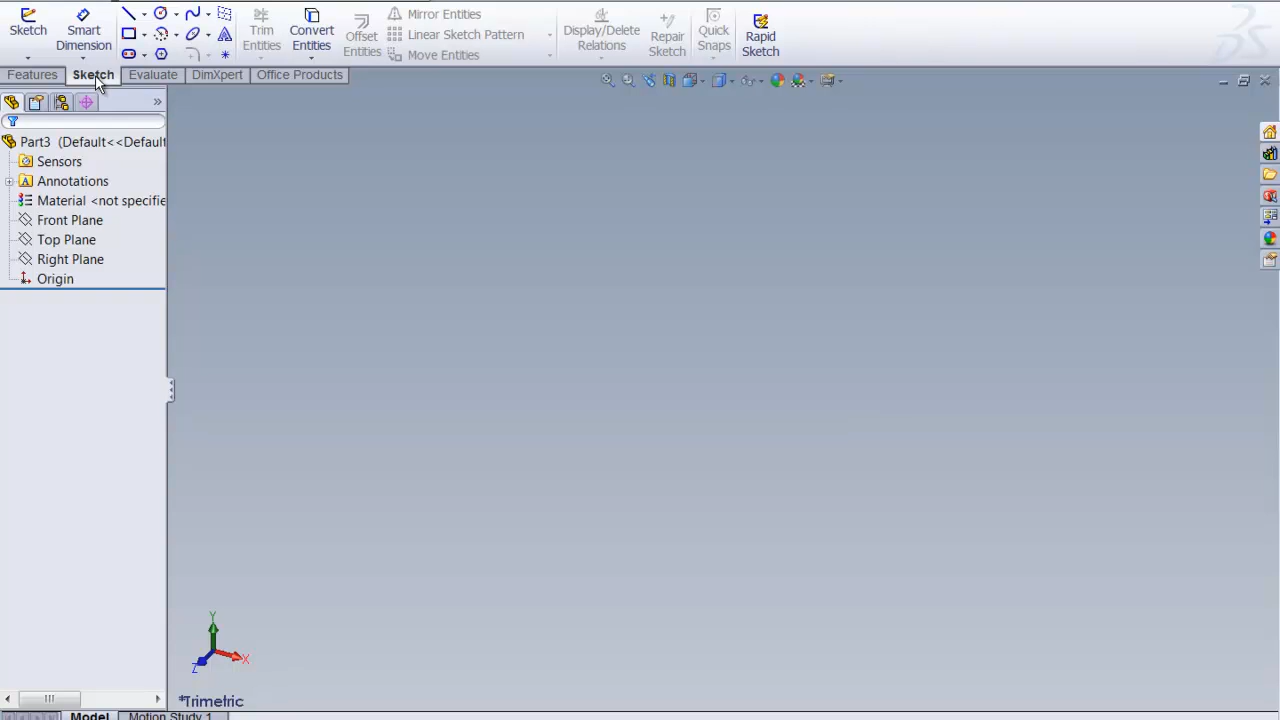 Sketch
Smart Dimension
Trim Entities
Convert Entities
Offset Entities
Mirror Entities
Linear Sketch Pattern
Move Entities
Display/Delete Relations
Repair Sketch
Quick Snaps
Rapid Sketch
Features Sketch Evaluate DimXpert Office Products
Part3 (Default<<Default
Sensors
Annotations
Material <not specifie
Front Plane
Top Plane
Right Plane
Origin
Y
X
Z
*Trimetric
Model Motion Study 1